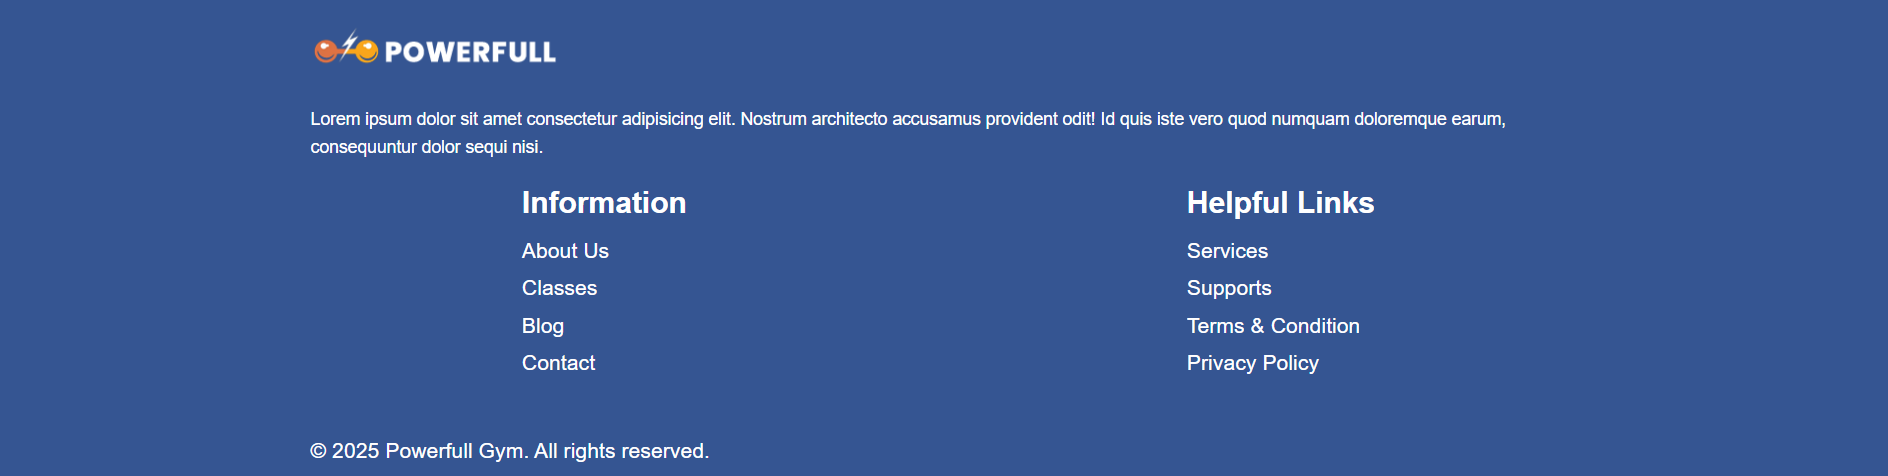 POWERFULL
Lorem ipsum dolor sit amet consectetur adipisicing elit. Nostrum architecto accusamus provident odit! Id quis iste vero quod numquam doloremque earum,
consequuntur dolor sequi nisi.
Information
About Us
Classes
Blog
Contact
Helpful Links
Services
Supports
Terms & Condition
Privacy Policy
© 2025 Powerfull Gym. All rights reserved.